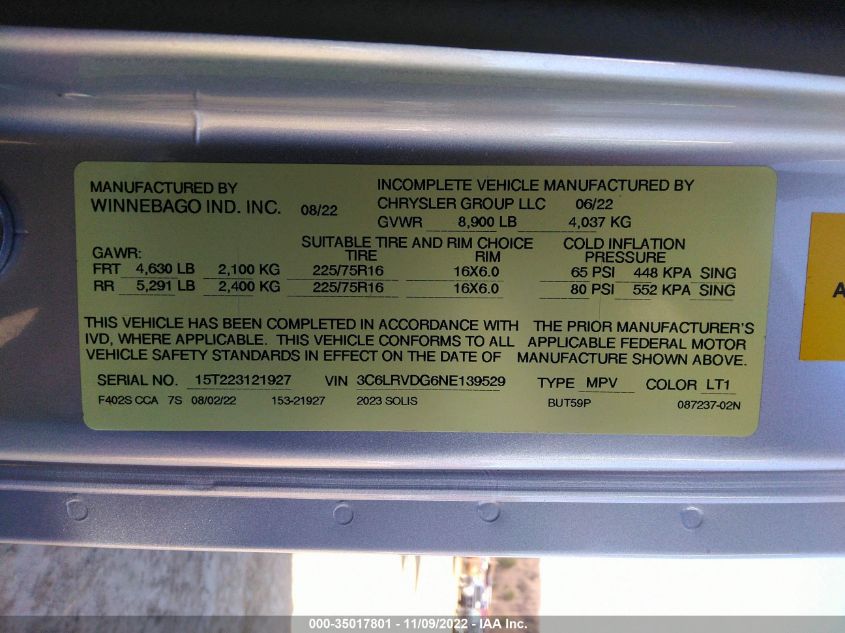 MANUFACTURED BY
WINNEBAGO IND. INC. 08/22
INCOMPLETE VEHICLE MANUFACTURED BY
CHRYSLER GROUP LLC 06/22
GVWR 8,900 LB 4,037 KG
GAWR: SUITABLE TIRE AND RIM CHOICE COLD INFLATION
TIRE RIM PRESSURE
FRT 4,630 LB 2,100 KG 225/75R16 16X6.0 65 PSI 448 KPA SING
RR 5,291 LB 2,400 KG 225/75R16 16X6.0 80 PSI 552 KPA SING
THIS VEHICLE HAS BEEN COMPLETED IN ACCORDANCE WITH THE PRIOR MANUFACTURER'S
IVD, WHERE APPLICABLE. THIS VEHICLE CONFORMS TO ALL APPLICABLE FEDERAL MOTOR
VEHICLE SAFETY STANDARDS IN EFFECT ON THE DATE OF MANUFACTURE SHOWN ABOVE.
SERIAL NO. 15T223121927 VIN 3C6LRVDG6NE139529 TYPE MPV COLOR LT1
F402S CCA 7S 08/02/22 153-21927 2023 SOLIS BUT59P 087237-02N
A
000-35017801 - 11/09/2022 - IAA Inc.